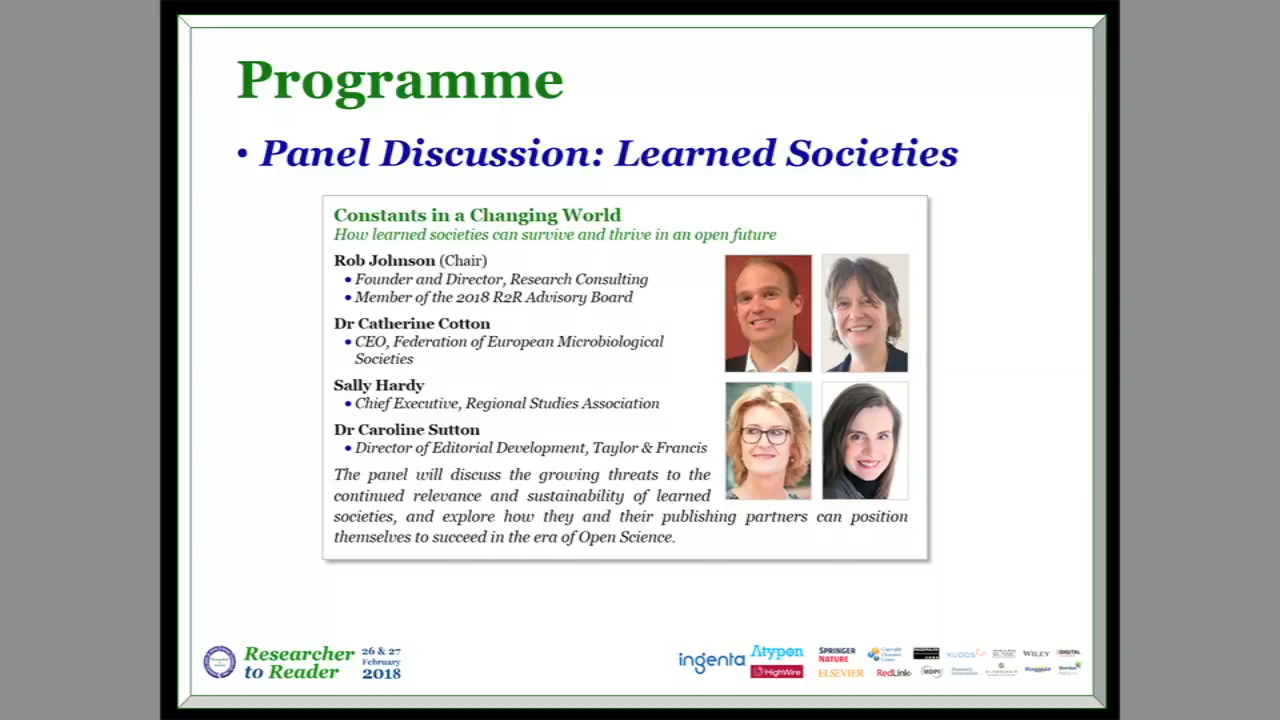 Programme
• Panel Discussion: Learned Societies
Constants in a Changing World
How learned societies can survive and thrive in an open future
Rob Johnson (Chair)
• Founder and Director, Research Consulting
• Member of the 2018 R2R Advisory Board
Dr Catherine Cotton
• CEO, Federation of European Microbiological
Societies
Sally Hardy
• Chief Executive, Regional Studies Association
Dr Caroline Sutton
• Director of Editorial Development, Taylor & Francis
The panel will discuss the growing threats to the
continued relevance and sustainability of learned
societies, and explore how they and their publishing partners can position
themselves to succeed in the era of Open Science.
Researcher
to Reader
26 & 27
February
2018
ingenta
Atypon
HighWire
SPRINGER
NATURE
ELSEVIER
Copyright
Clearance
Center
RedLink
KUDOS
MDPI
WILEY
DIGITAL